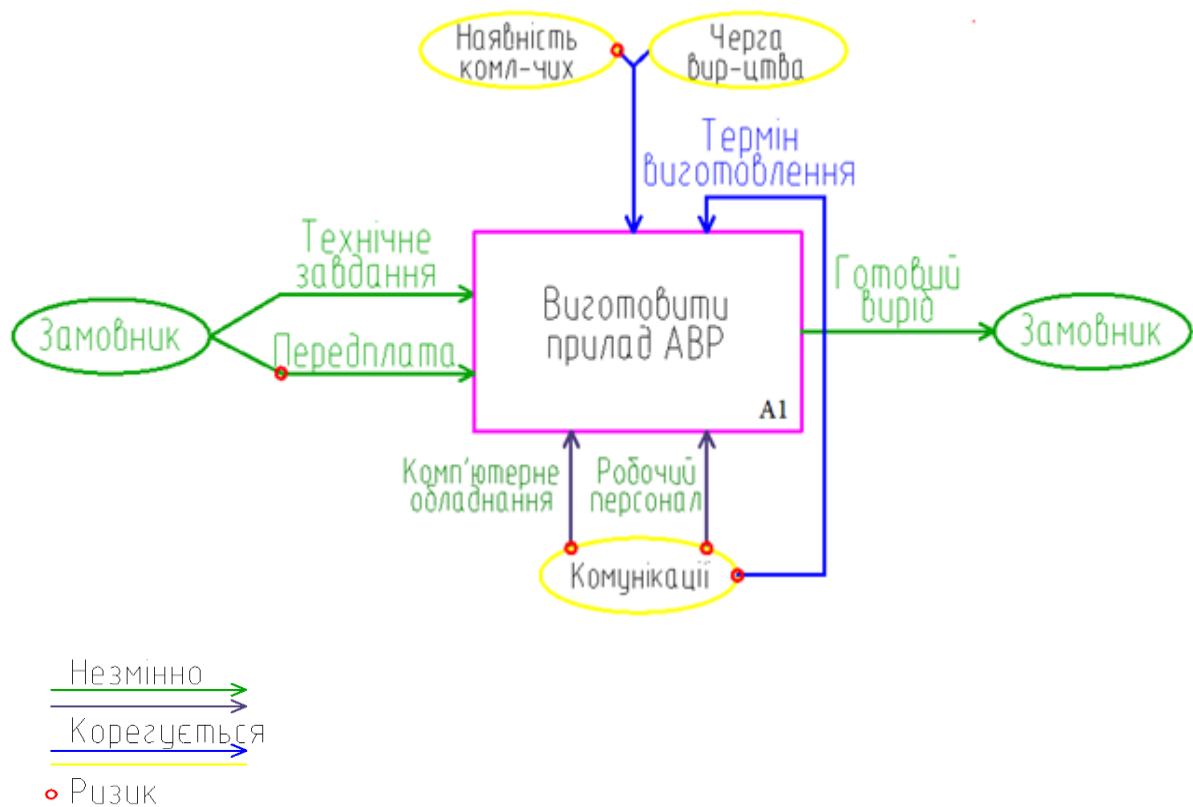 Наявність
комл-чих
Черга
вир-цтва
Термін
виготовлення
Технічне
завдання
Готовий
виріб
Замовник
Передплата
Виготовити
прилад АВР
А1
Замовник
Комп'ютерне
обладнання
Робочий
персонал
Комунікації
Незмінно
Корегується
Ризик